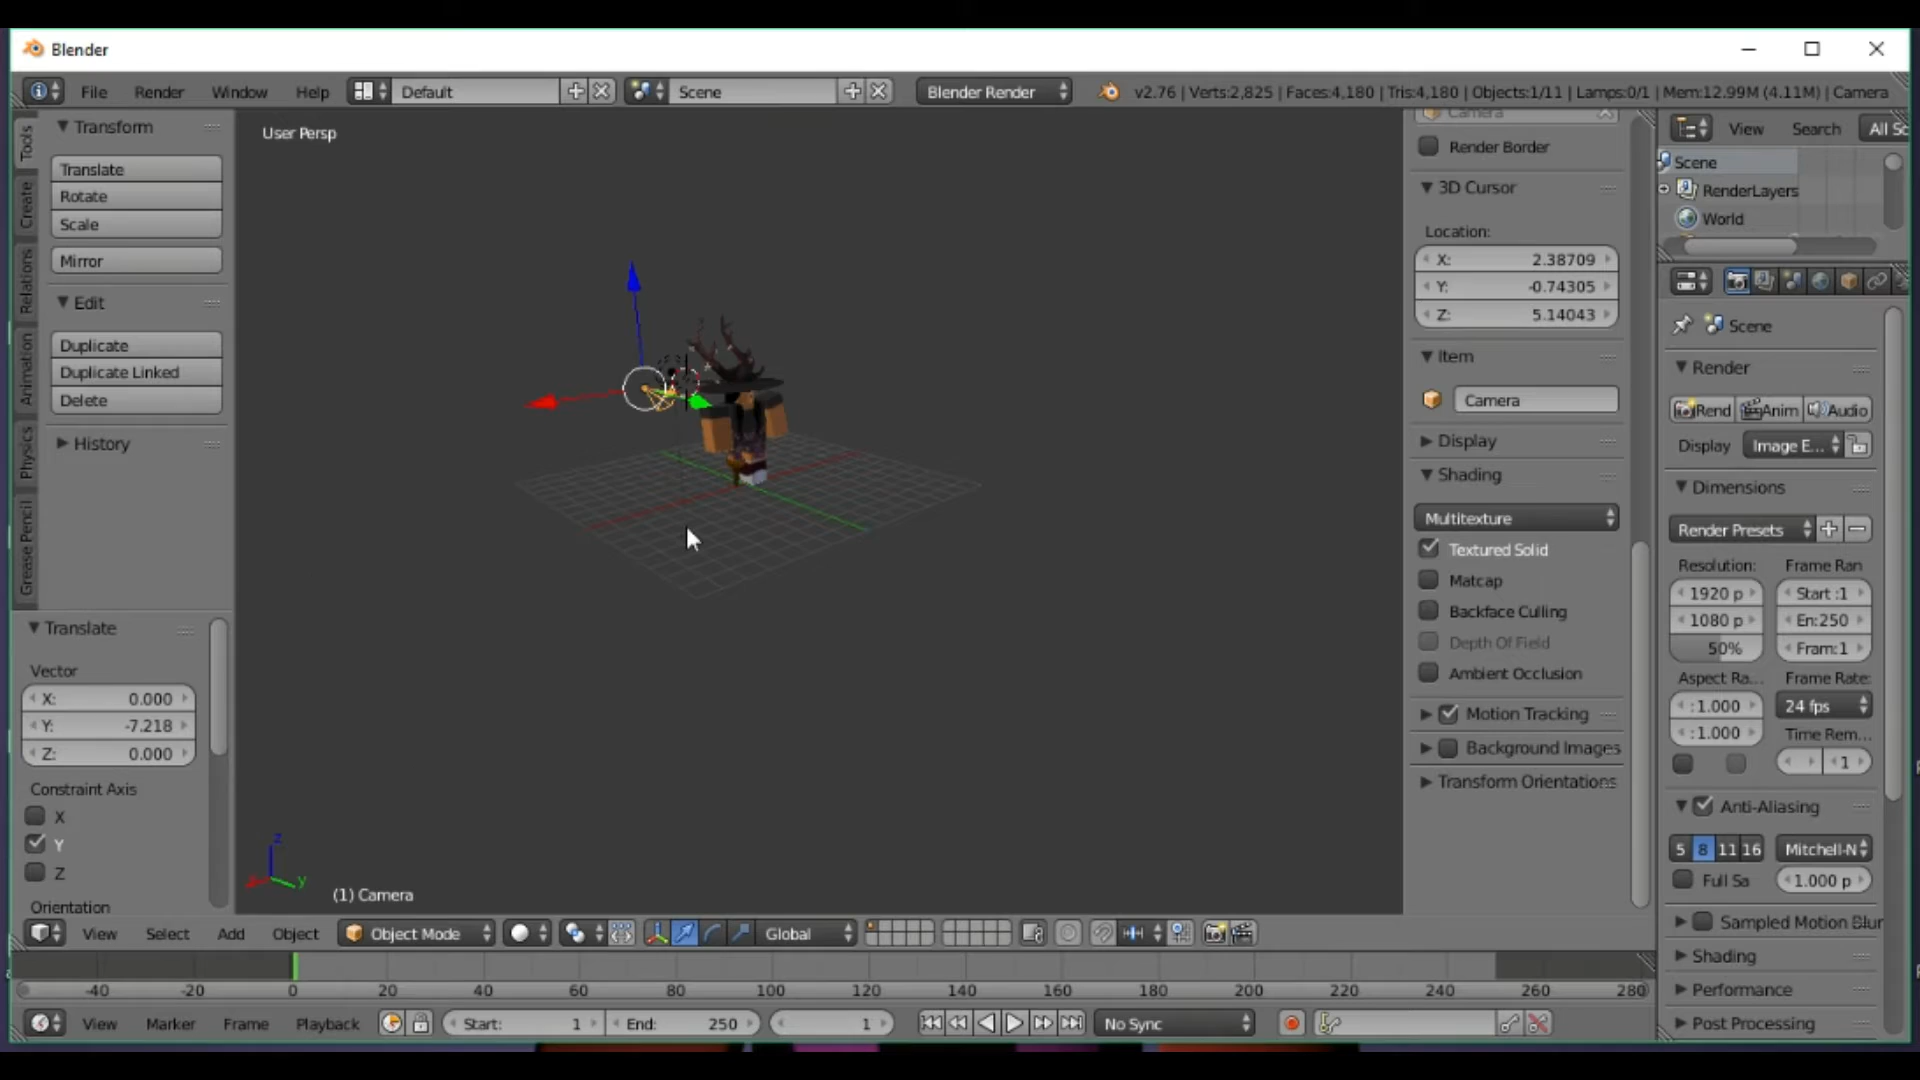 Blender
File Render Window Help Default Scene Blender Render v2.76 | Verts:2,825 | Faces:4,180 | Tris:4,180 | Objects:1/11 | Lamps:0/1 | Mem:12.99M (4.11M) | Camera
Tools
Create
Relations
Animation
Physics
Grease Pencil
Transform
Translate
Rotate
Scale
Mirror
Edit
Duplicate
Duplicate Linked
Delete
History
Translate
Vector
X: 0.000
Y: -7.218
Z: 0.000
Constraint Axis
X
Y
Z
Orientation
User Persp
z
y
(1) Camera
Camera
Render Border
3D Cursor
Location:
X: 2.38709
Y: -0.74305
Z: 5.14043
Item
Camera
Display
Shading
Multitexture
Textured Solid
Matcap
Backface Culling
Depth Of Field
Ambient Occlusion
Motion Tracking
Background Images
Transform Orientations
View Search All Sc
Scene
RenderLayers
World
Scene
Render
Rend Anim Audio
Display Image E...
Dimensions
Render Presets
Resolution: Frame Ran
1920 p Start :1
1080 p En:250
50% Fram:1
Aspect Ra... Frame Rate:
:1.000 24 fps
:1.000 Time Rem...
1
Anti-Aliasing
5 8 11 16 Mitchell-N
Full Sa 1.000 p
Sampled Motion Blur
Shading
Performance
Post Processing
View Select Add Object Object Mode Global
-40 -20 0 20 40 60 80 100 120 140 160 180 200 220 240 260 280
View Marker Frame Playback Start: 1 End: 250 1 No Sync